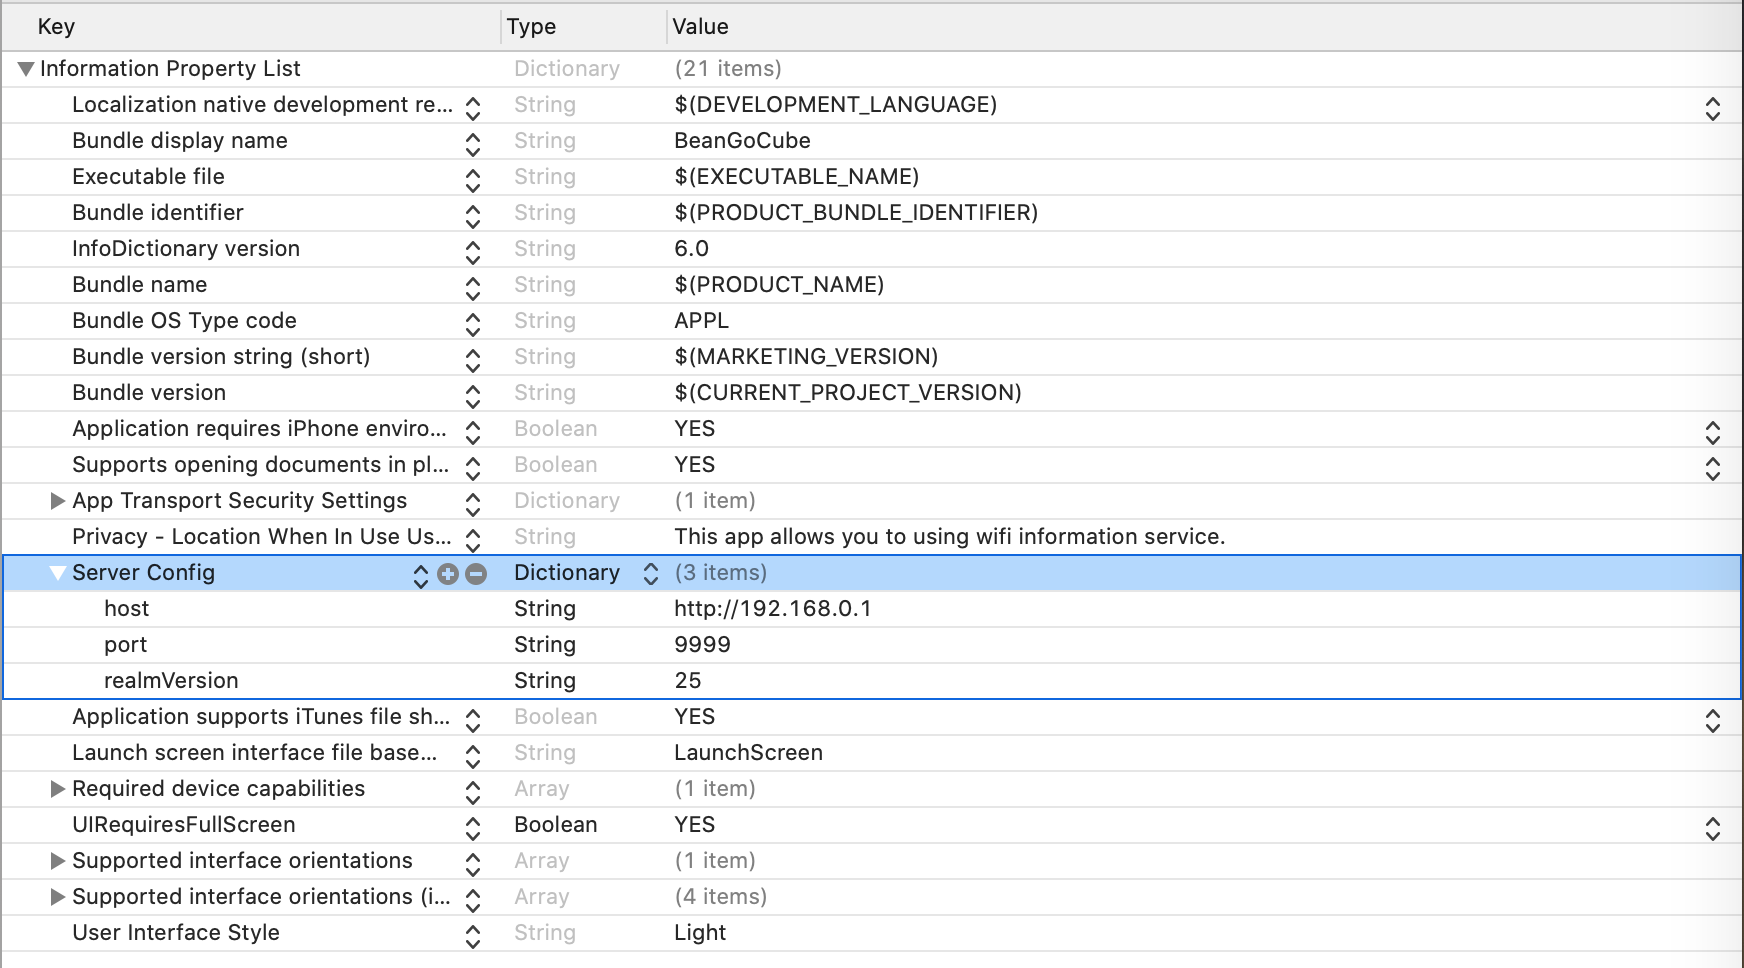 Key Type Value
Information Property List Dictionary (21 items)
Localization native development re... String $(DEVELOPMENT_LANGUAGE)
Bundle display name String BeanGoCube
Executable file String $(EXECUTABLE_NAME)
Bundle identifier String $(PRODUCT_BUNDLE_IDENTIFIER)
InfoDictionary version String 6.0
Bundle name String $(PRODUCT_NAME)
Bundle OS Type code String APPL
Bundle version string (short) String $(MARKETING_VERSION)
Bundle version String $(CURRENT_PROJECT_VERSION)
Application requires iPhone enviro... Boolean YES
Supports opening documents in pl... Boolean YES
App Transport Security Settings Dictionary (1 item)
Privacy - Location When In Use Us... String This app allows you to using wifi information service.
Server Config Dictionary (3 items)
host String http://192.168.0.1
port String 9999
realmVersion String 25
Application supports iTunes file sh... Boolean YES
Launch screen interface file base... String LaunchScreen
Required device capabilities Array (1 item)
UIRequiresFullScreen Boolean YES
Supported interface orientations Array (1 item)
Supported interface orientations (i... Array (4 items)
User Interface Style String Light